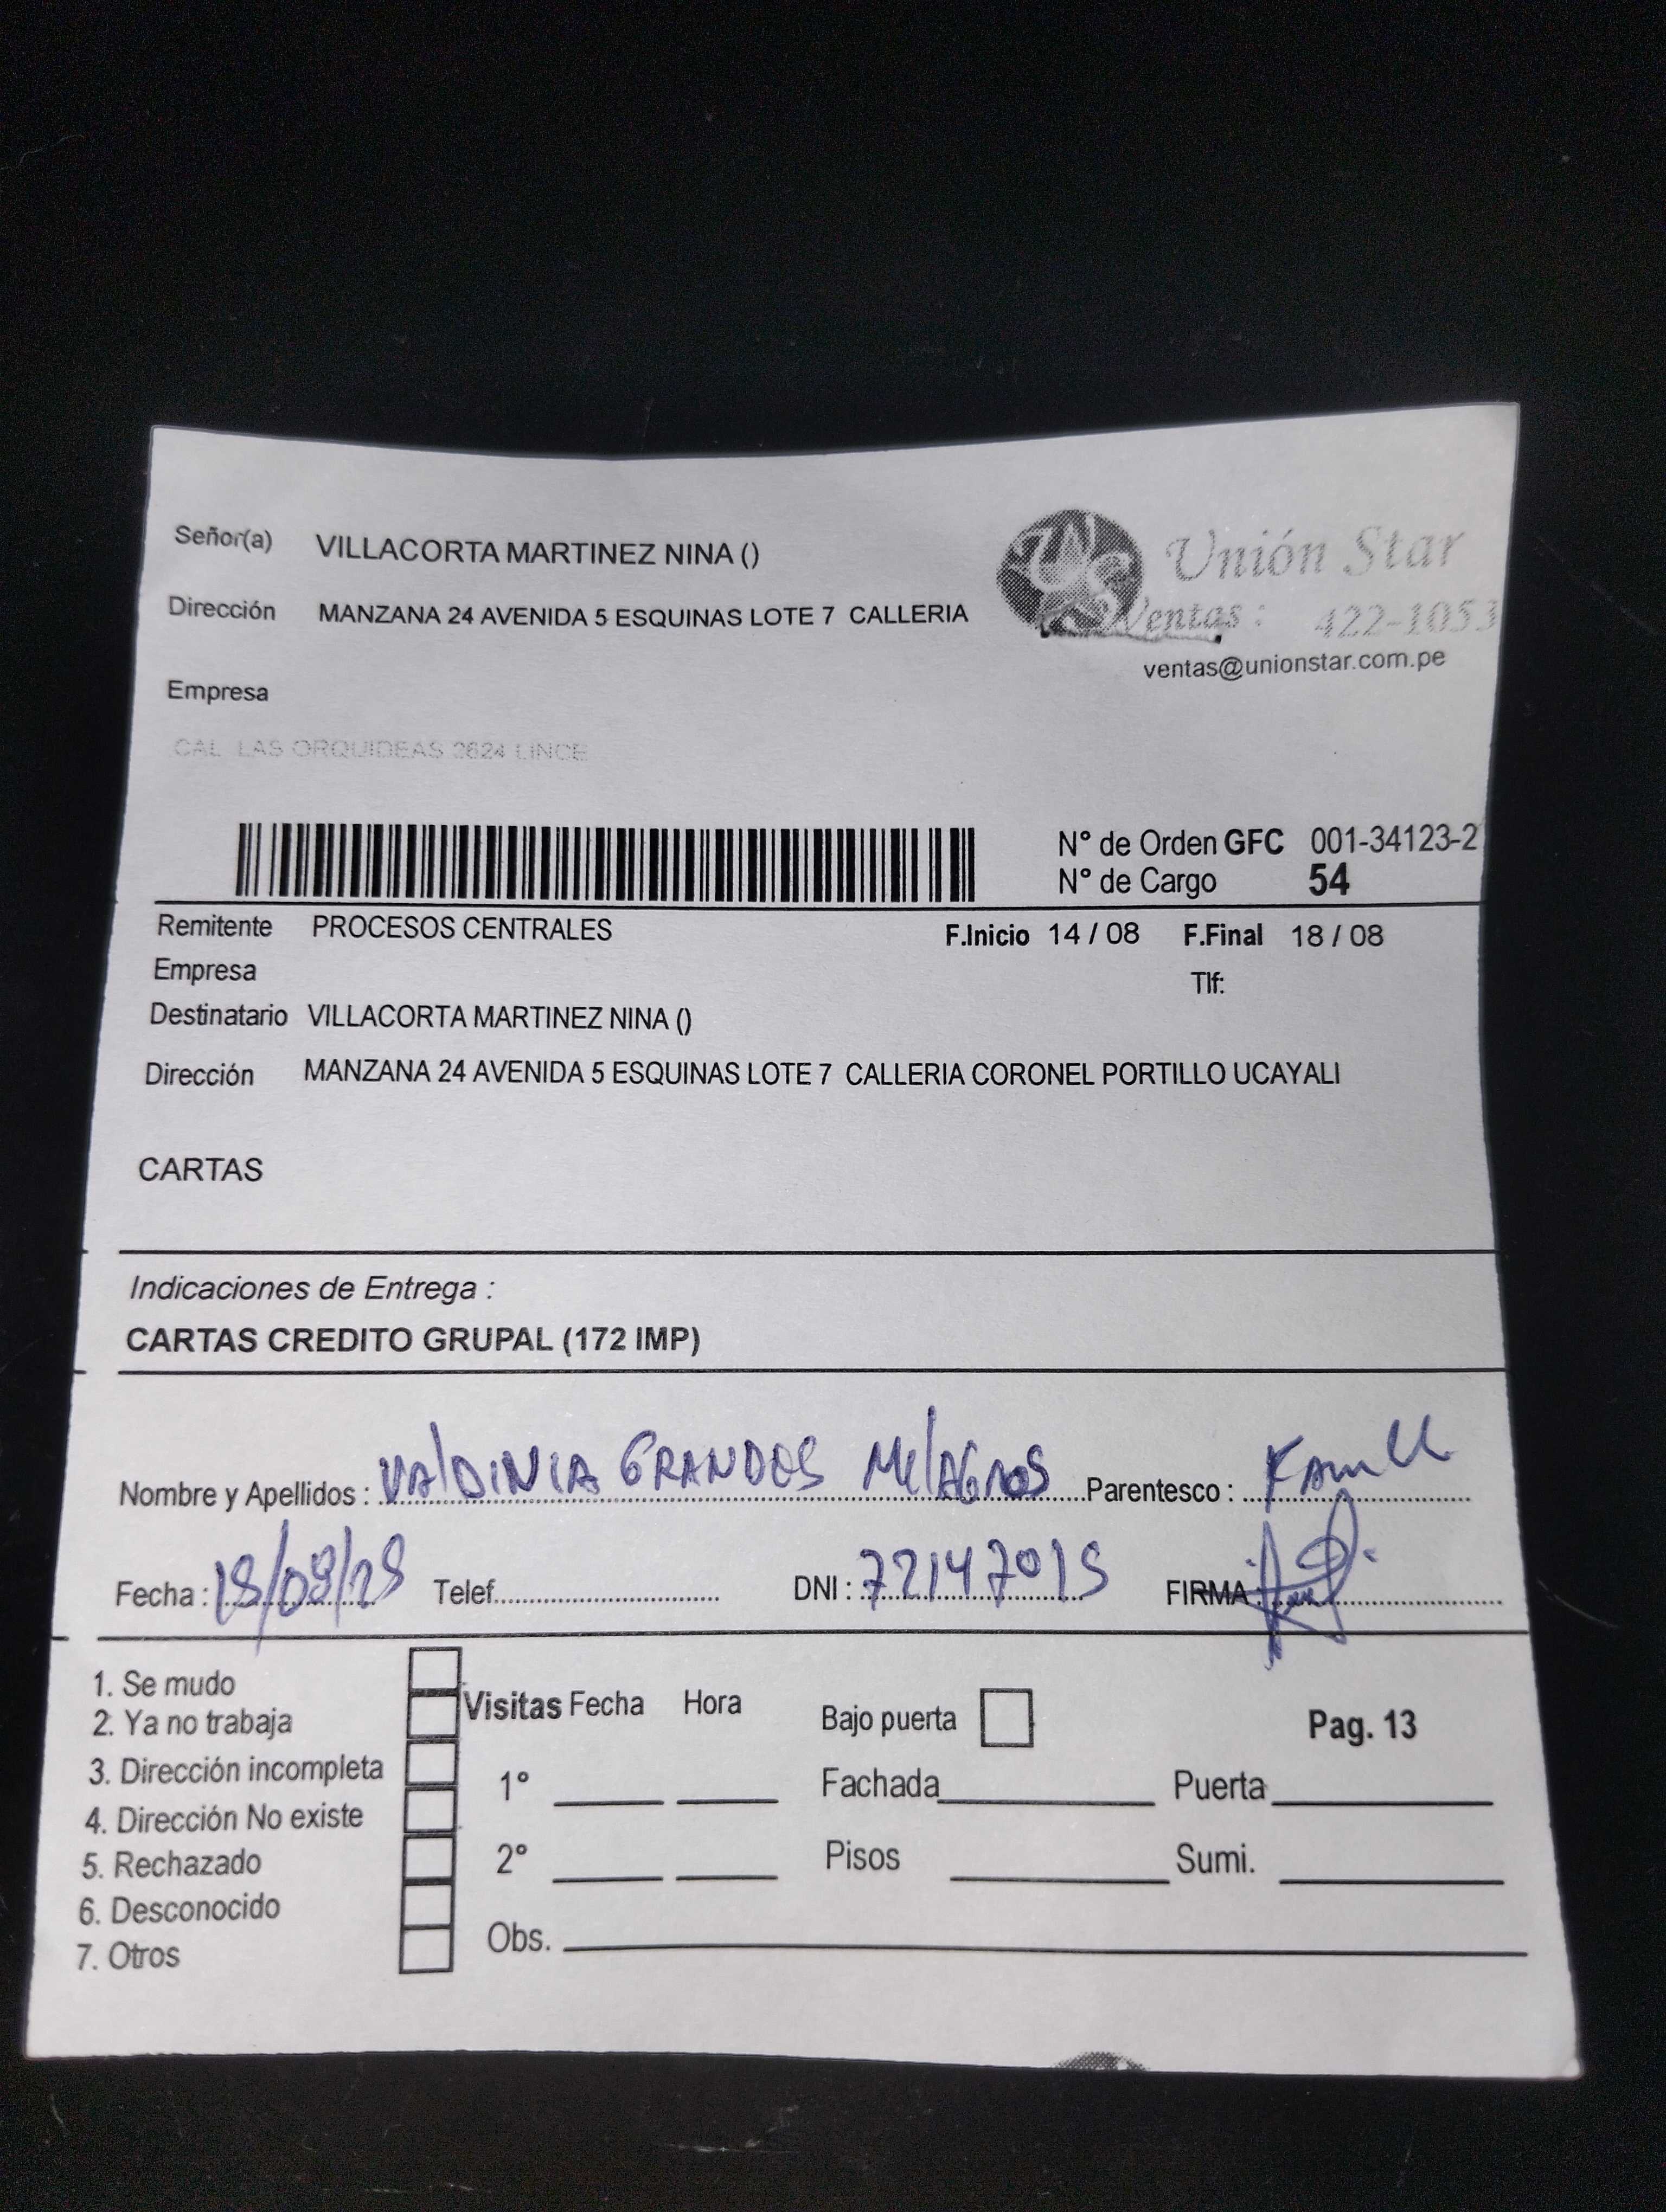 Señor(a) VILLACORTA MARTINEZ NINA ()
Unión Star
Dirección MANZANA 24 AVENIDA 5 ESQUINAS LOTE 7 CALLERIA
Ventas : 422-1053
ventas@unionstar.com.pe
Empresa
CAL LAS ORQUIDEAS 2624 LINCE
N° de Orden GFC 001-34123-2
N° de Cargo 54
Remitente PROCESOS CENTRALES F.Inicio 14 / 08 F.Final 18 / 08
Empresa Tlf:
Destinatario VILLACORTA MARTINEZ NINA ()
Dirección MANZANA 24 AVENIDA 5 ESQUINAS LOTE 7 CALLERIA CORONEL PORTILLO UCAYALI
CARTAS
Indicaciones de Entrega :
CARTAS CREDITO GRUPAL (172 IMP)
Nombre y Apellidos : GRANDES MilAGROS Parentesco :
Fecha : Telef. DNI : 72147015 FIRMA :
1. Se mudo
2. Ya no trabaja
3. Dirección incompleta
4. Dirección No existe
5. Rechazado
6. Desconocido
7. Otros
Visitas Fecha Hora Bajo puerta Pag. 13
1° Fachada Puerta
2° Pisos Sumi.
Obs.